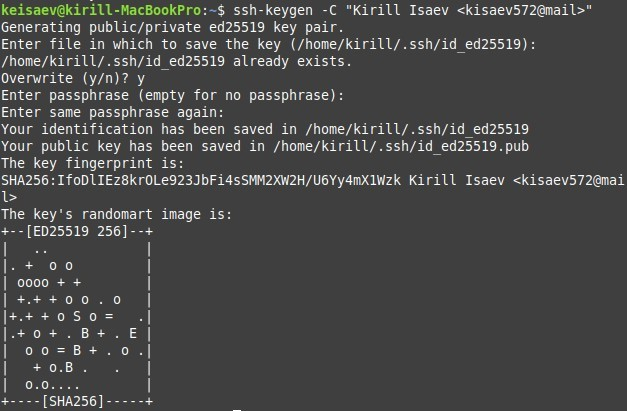 keisaev@kirill-MacBookPro:~$ ssh-keygen -C "Kirill Isaev <kisaev572@mail>"
Generating public/private ed25519 key pair.
Enter file in which to save the key (/home/kirill/.ssh/id_ed25519):
/home/kirill/.ssh/id_ed25519 already exists.
Overwrite (y/n)? y
Enter passphrase (empty for no passphrase):
Enter same passphrase again:
Your identification has been saved in /home/kirill/.ssh/id_ed25519
Your public key has been saved in /home/kirill/.ssh/id_ed25519.pub
The key fingerprint is:
SHA256:IfoDlIEz8krOLe923JbFi4sSMM2XW2H/U6Yy4mX1Wzk Kirill Isaev <kisaev572@mai
l>
The key's randomart image is:
+--[ED25519 256]--+
|   ..            |
|. +  o o         |
| oooo + +        |
| +.+ + o o . o   |
|+.+ + o S o =   .|
|.+ o + . B + . E |
|  o o = B + . o .|
|   + o.B .   .   |
|  o.o....        |
+----[SHA256]-----+